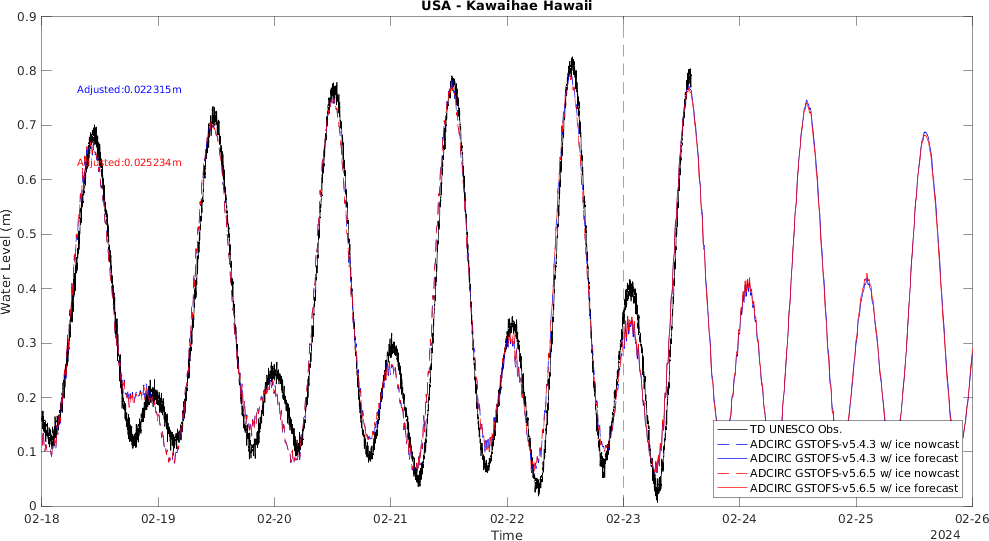 USA - Kawaihae Hawaii
0.9
0.8
0.7
0.6
0.5
0.4
0.3
0.2
0.1
0
Water Level (m)
Adjusted:0.022315m
Adjusted:0.025234m
TD UNESCO Obs.
ADCIRC GSTOFS-v5.4.3 w/ ice nowcast
ADCIRC GSTOFS-v5.4.3 w/ ice forecast
ADCIRC GSTOFS-v5.6.5 w/ ice nowcast
ADCIRC GSTOFS-v5.6.5 w/ ice forecast
02-18 02-19 02-20 02-21 02-22 02-23 02-24 02-25 02-26
Time
2024